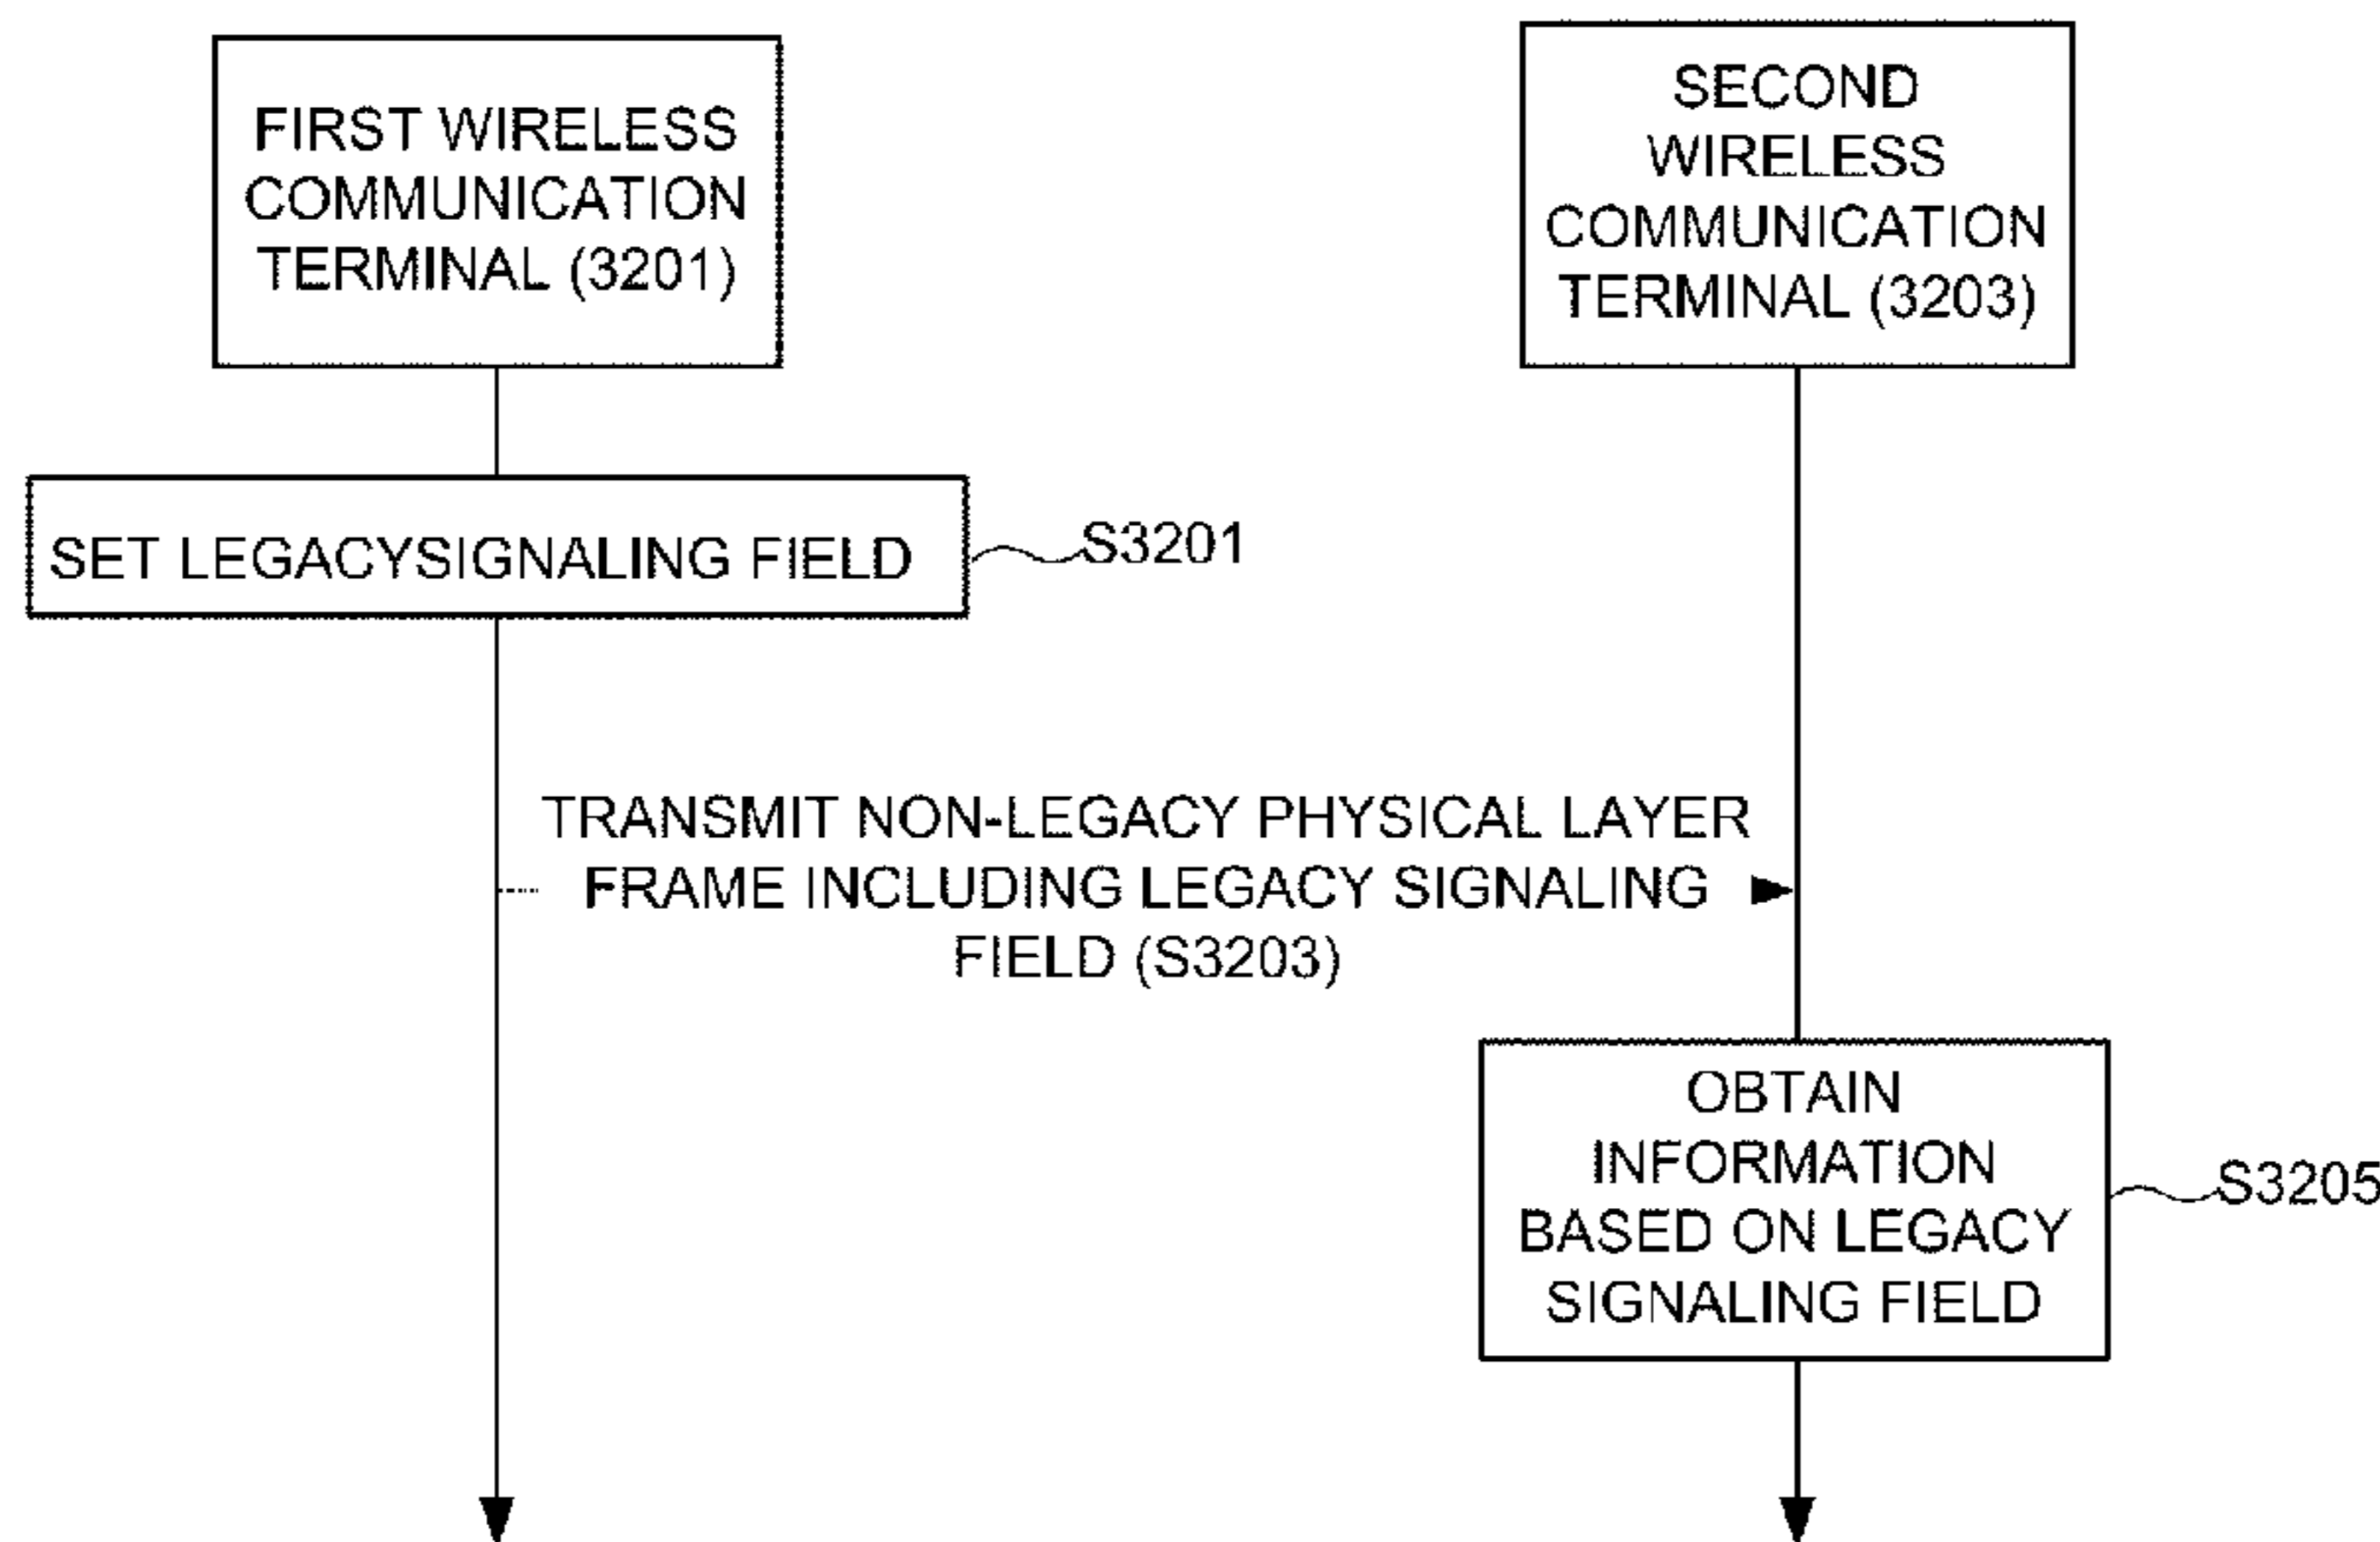 FIRST WIRELESS
COMMUNICATION
TERMINAL (3201)
SECOND
WIRELESS
COMMUNICATION
TERMINAL (3203)
SET LEGACYSIGNALING FIELD
S3201
TRANSMIT NON-LEGACY PHYSICAL LAYER
FRAME INCLUDING LEGACY SIGNALING
FIELD (S3203)
OBTAIN
INFORMATION
BASED ON LEGACY
SIGNALING FIELD
S3205